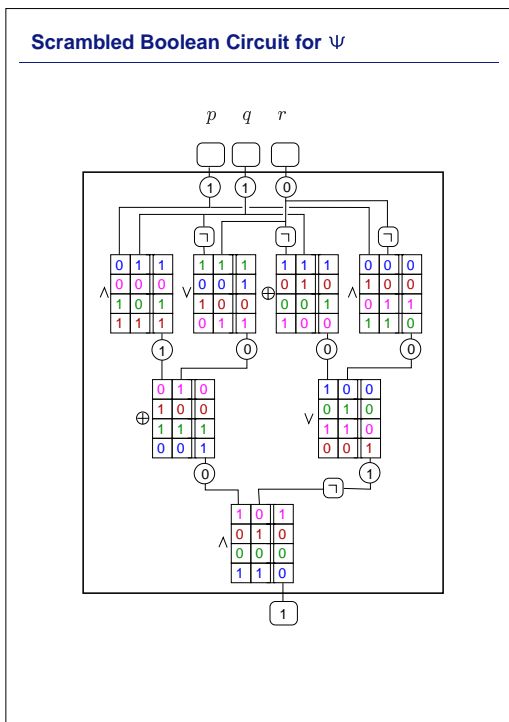 Scrambled Boolean Circuit for Ψ
p q r
1 1 0
¬ ¬ ¬
∧ 0 1 1 ∨ 1 1 1 ⊕ 1 1 1 ∧ 0 0 0
0 0 0 0 0 1 0 1 0 1 0 0
1 0 1 1 0 0 0 0 1 0 1 1
1 1 1 0 1 1 1 0 0 1 1 0
1 0 0 0
⊕ 0 1 0 ∨ 1 0 0
1 0 0 0 1 0
1 1 1 1 1 0
0 0 1 0 0 1
0 1
¬
∧ 1 0 1
0 1 0
0 0 0
1 1 0
1